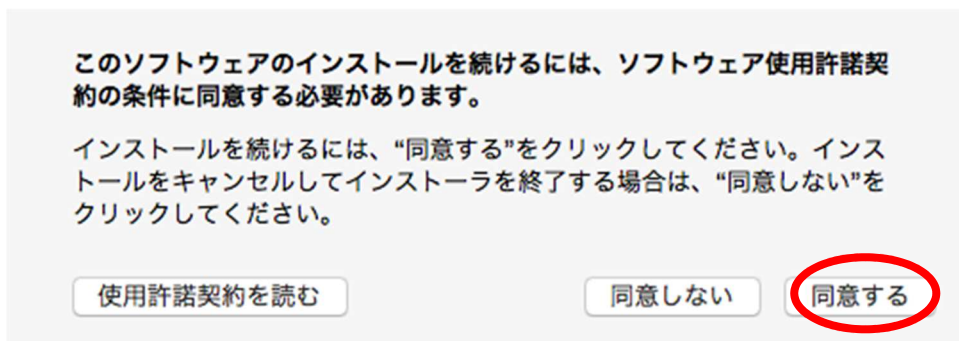 このソフトウェアのインストールを続けるには、ソフトウェア使用許諾契
約の条件に同意する必要があります。
インストールを続けるには、“同意する”をクリックしてください。インス
トールをキャンセルしてインストーラを終了する場合は、“同意しない”を
クリックしてください。
使用許諾契約を読む 同意しない 同意する